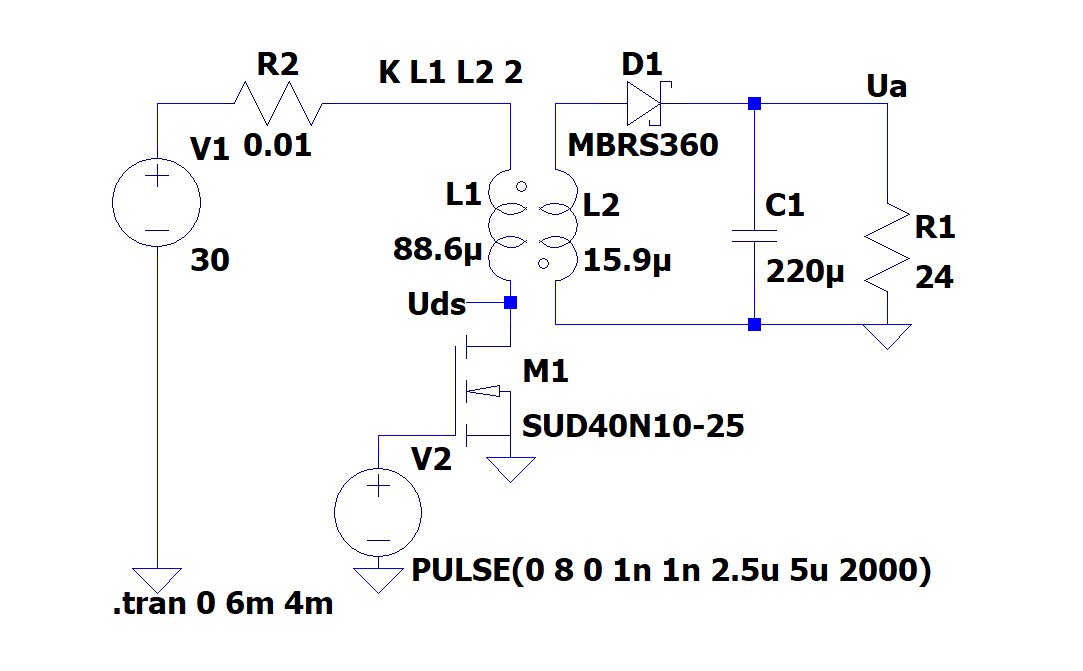 R2
K L1 L2 2
D1
Ua
V1
0.01
MBRS360
L1
L2
C1
R1
88.6µ
15.9µ
220µ
24
30
Uds
M1
SUD40N10-25
V2
PULSE(0 8 0 1n 1n 2.5u 5u 2000)
.tran 0 6m 4m